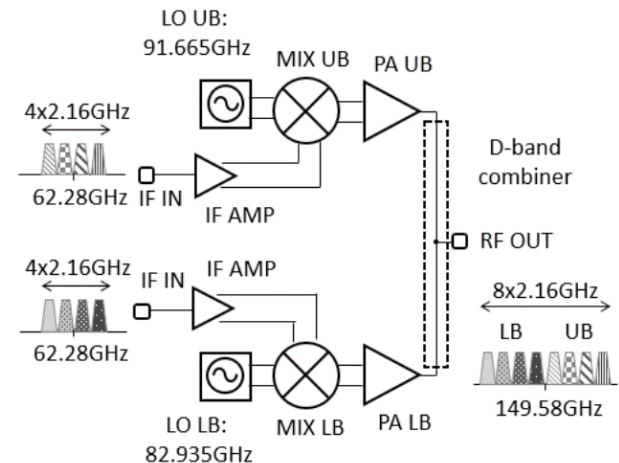 LO UB:
91.665GHz
MIX UB
PA UB
4x2.16GHz
D-band
combiner
62.28GHz
IF IN
IF AMP
RF OUT
4x2.16GHz
IF IN
IF AMP
8x2.16GHz
LB
UB
62.28GHz
149.58GHz
LO LB:
82.935GHz
MIX LB
PA LB